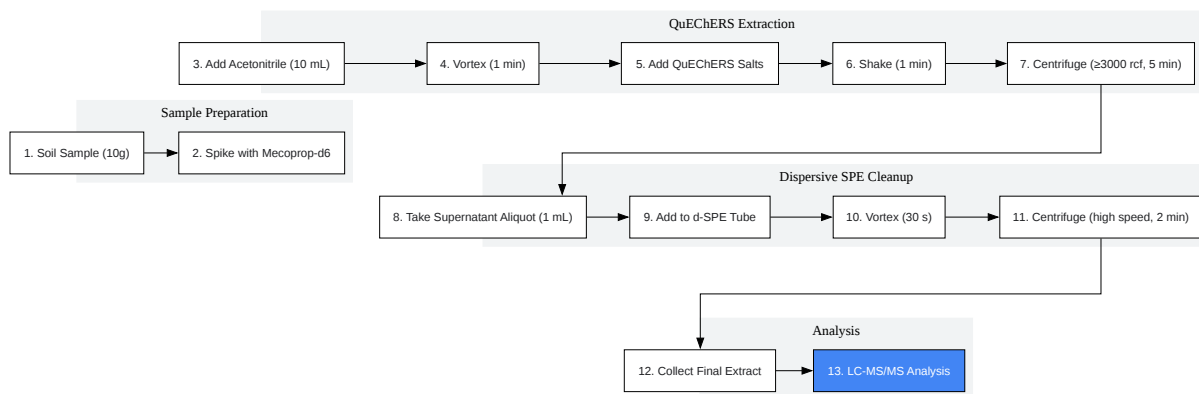 QuEChERS Extraction
3. Add Acetonitrile (10 mL)
4. Vortex (1 min)
5. Add QuEChERS Salts
6. Shake (1 min)
7. Centrifuge (≥3000 rcf, 5 min)
Sample Preparation
1. Soil Sample (10g)
2. Spike with Mecoprop-d6
Dispersive SPE Cleanup
8. Take Supernatant Aliquot (1 mL)
9. Add to d-SPE Tube
10. Vortex (30 s)
11. Centrifuge (high speed, 2 min)
Analysis
12. Collect Final Extract
13. LC-MS/MS Analysis